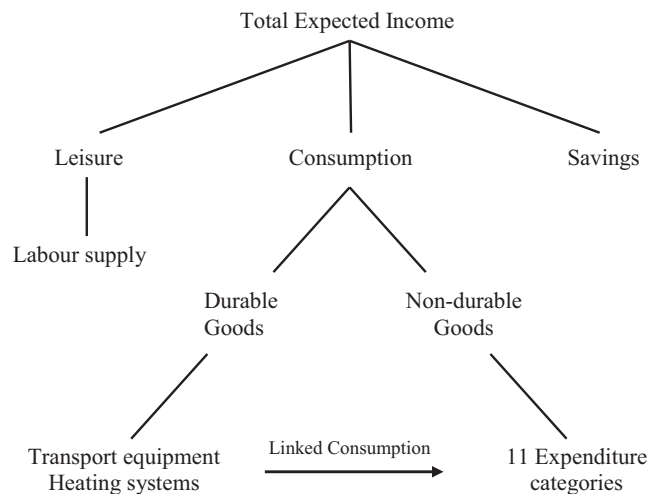 Total Expected Income
Leisure
Consumption
Savings
Labour supply
Durable
Goods
Non-durable
Goods
Transport equipment
Heating systems
Linked Consumption
11 Expenditure
categories